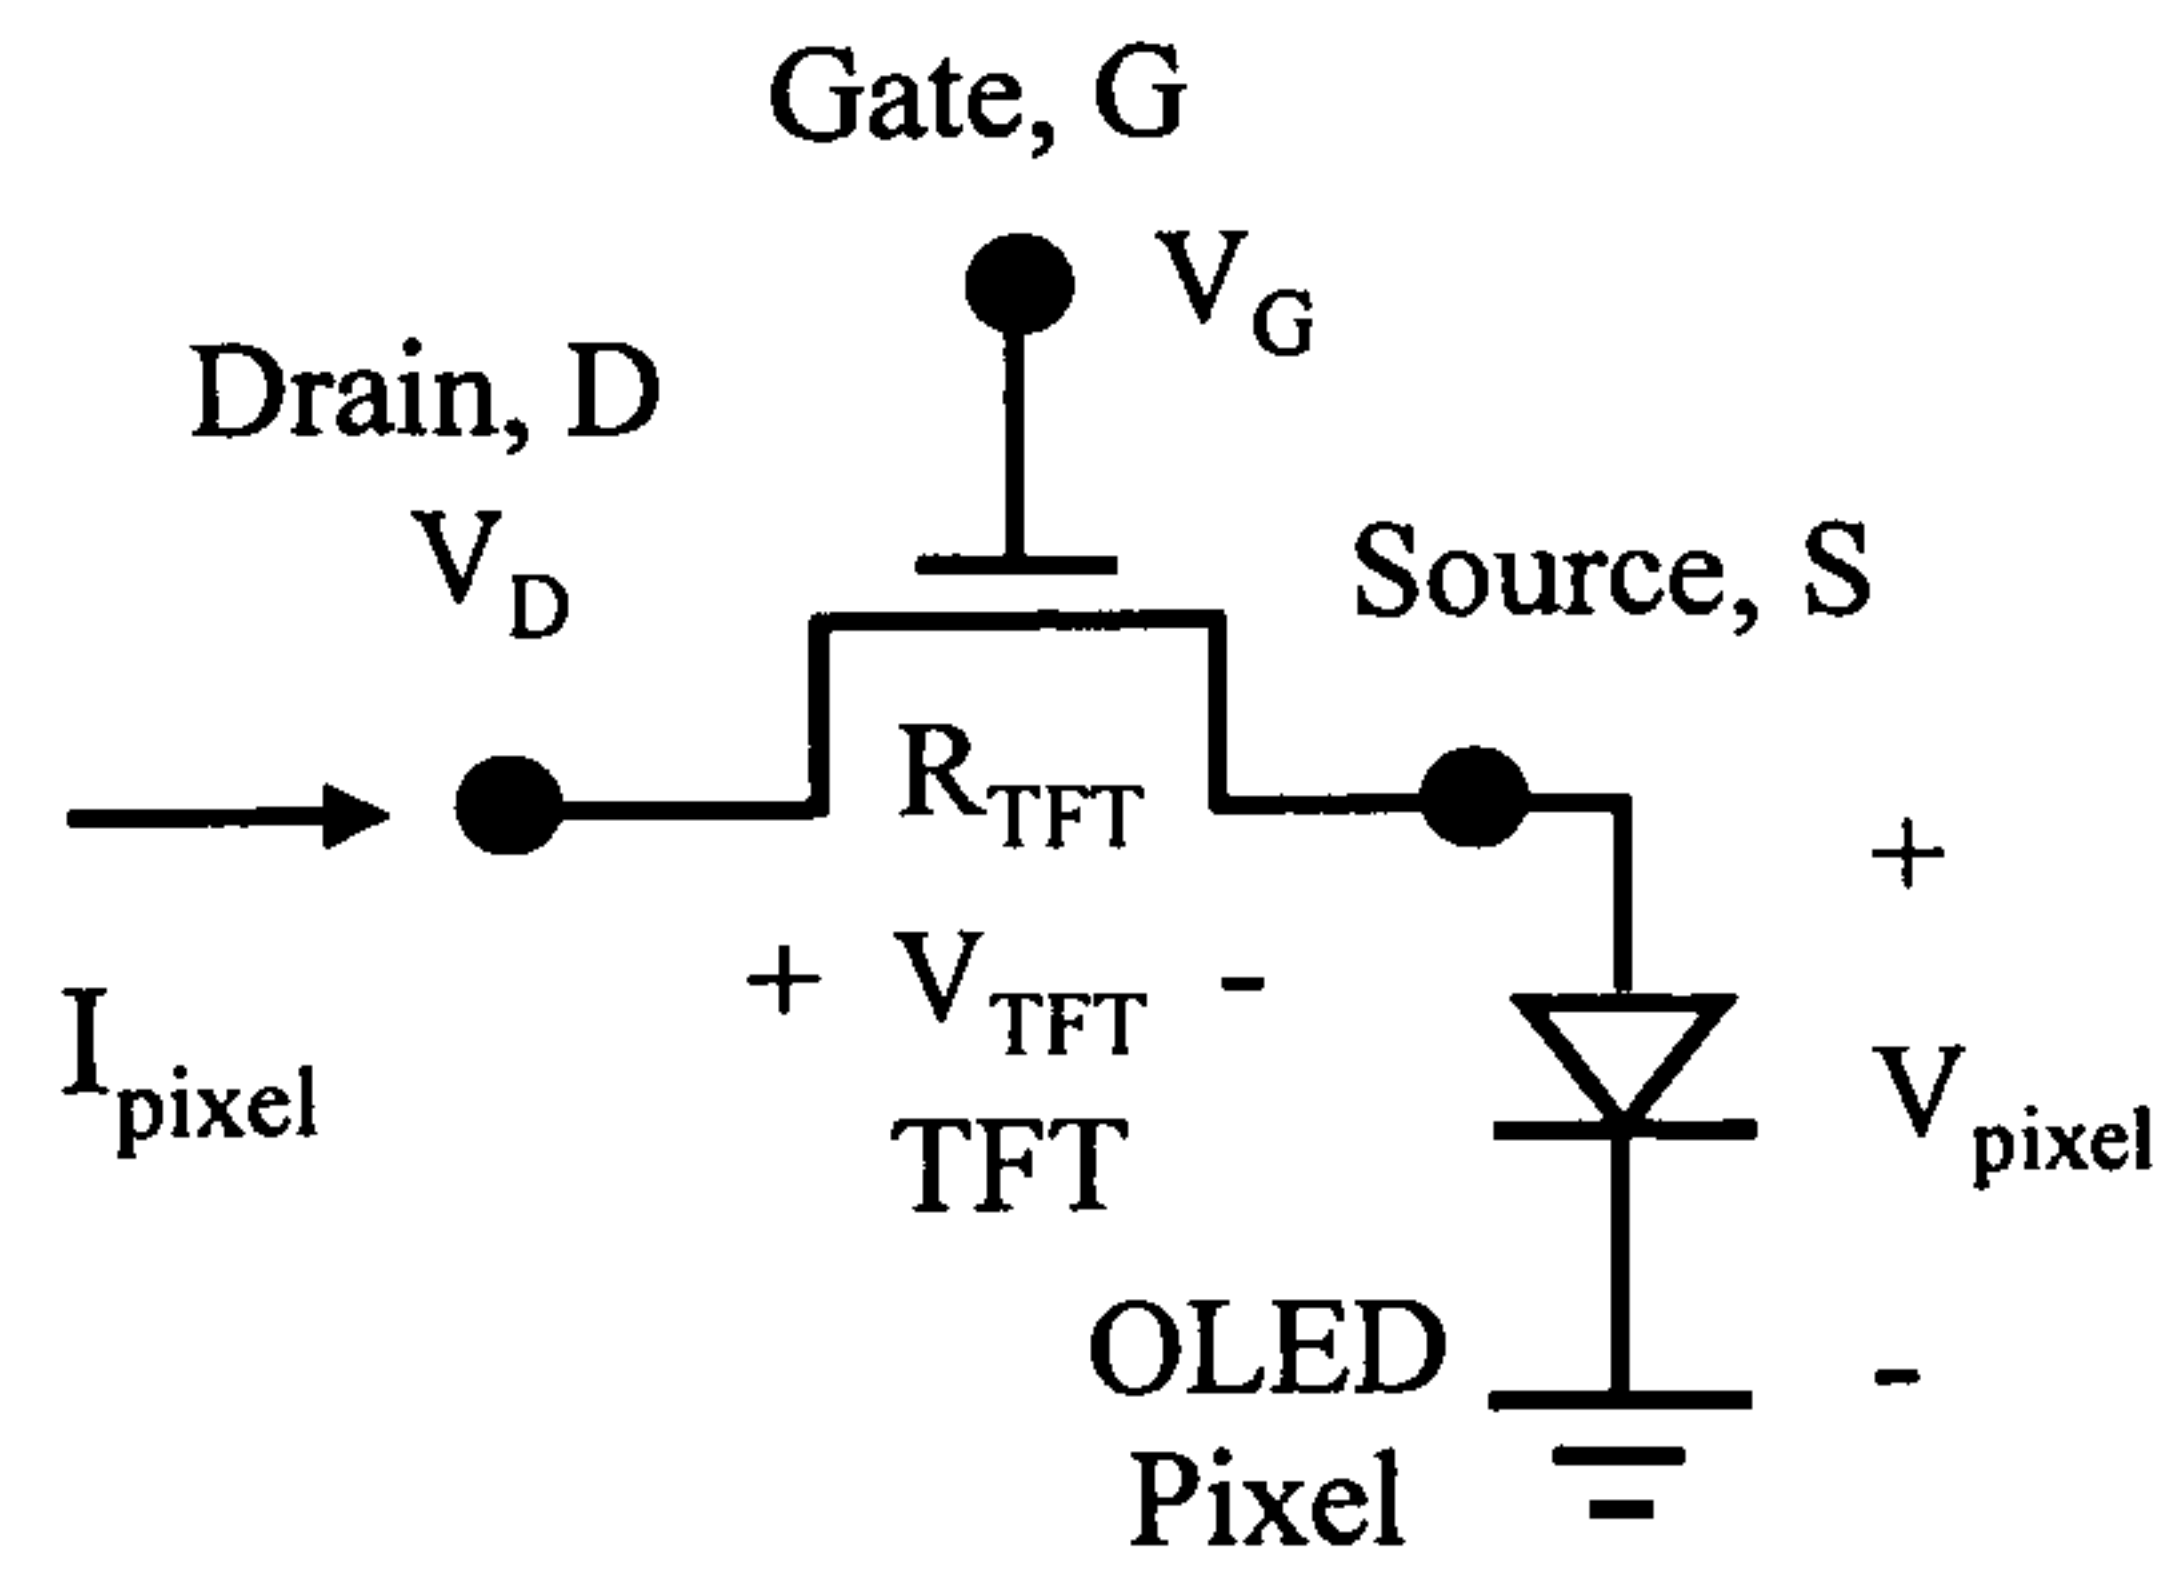 Gate, G
V_G
Drain, D
V_D
Source, S
R_TFT
+
+ V_TFT -
I_pixel
V_pixel
TFT
OLED
-
Pixel